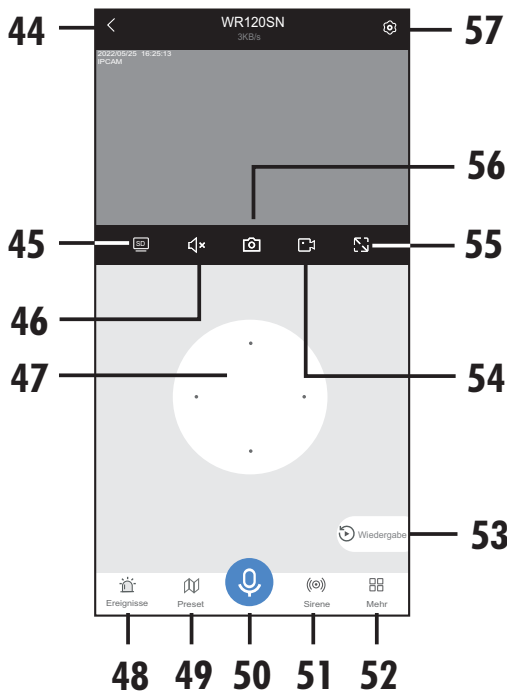 44
WR120SN
57
3KB/s
2022/05/25 16:25:13
IPCAM
56
45
SD
55
46
47
54
Wiedergabe
53
Ereignisse
Preset
Sirene
Mehr
48
49
50
51
52